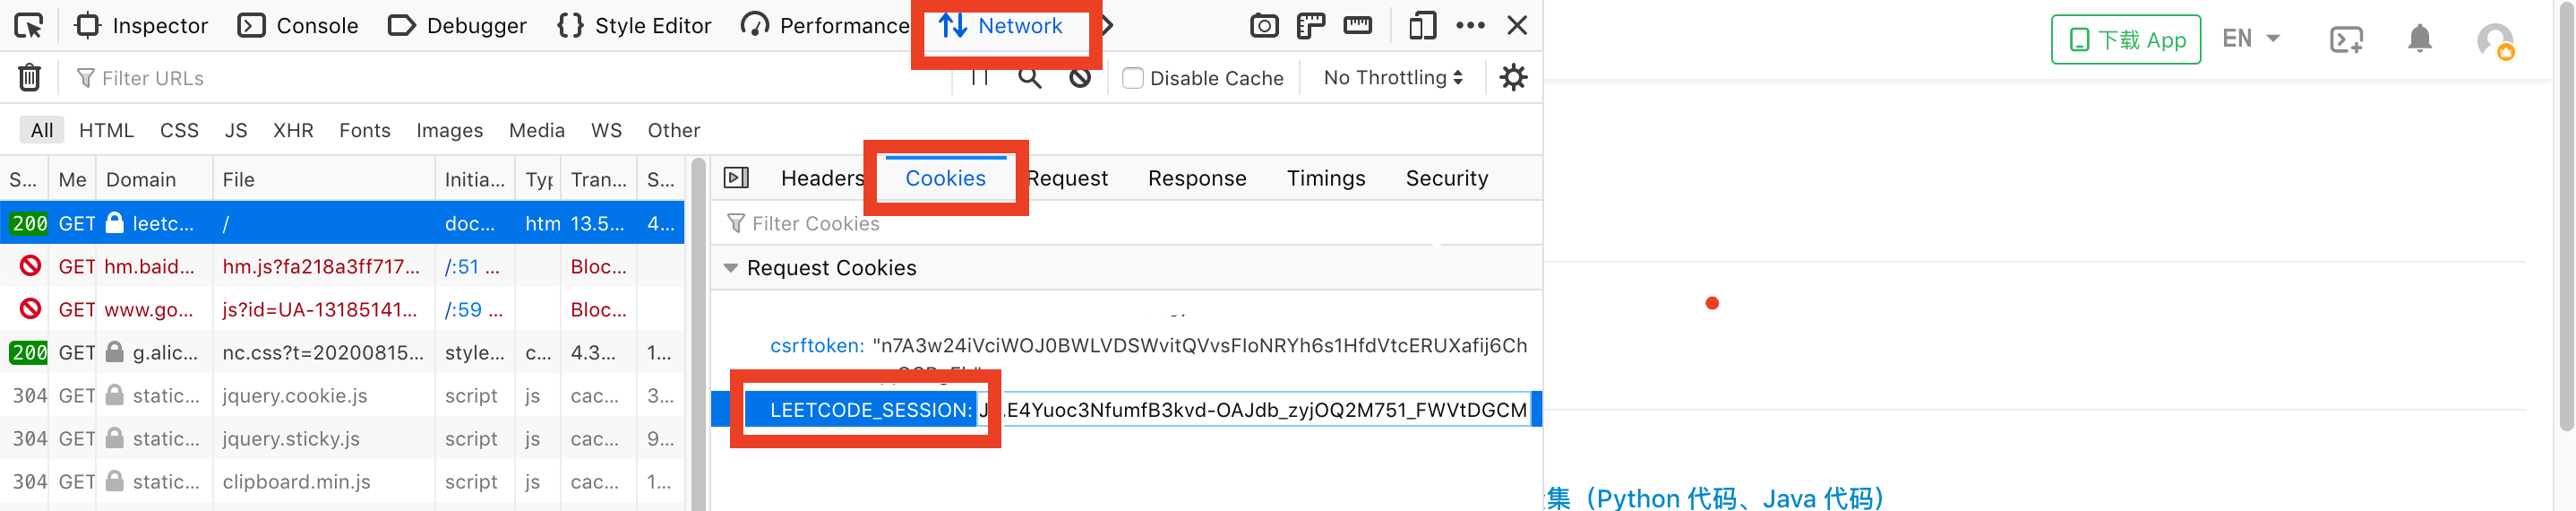 Inspector Console Debugger {} Style Editor Performance Network
下载 App EN
Filter URLs Disable Cache No Throttling
All HTML CSS JS XHR Fonts Images Media WS Other
S... Me Domain File Initia... Typ Tran... S...
Headers Cookies Request Response Timings Security
200 GET leetc... / doc... htm 13.5... 4...
Filter Cookies
GET hm.baid... hm.js?fa218a3ff717... /:51 ... Bloc...
Request Cookies
GET www.go... js?id=UA-13185141... /:59 ... Bloc...
200 GET g.alic... nc.css?t=20200815... style... c... 4.3... 1...
csrftoken: "n7A3w24iVciWOJ0BWLVDSWvitQVvsFIoNRYh6s1HfdVtcERUXafij6Ch
304 GET static... jquery.cookie.js script js cac... 3...
LEETCODE_SESSION: J .E4Yuoc3NfumfB3kvd-OAJdb_zyjOQ2M751_FWVtDGCM
304 GET static... jquery.sticky.js script js cac... 9...
304 GET static... clipboard.min.js script js cac... 1...
集（Python 代码、Java 代码）